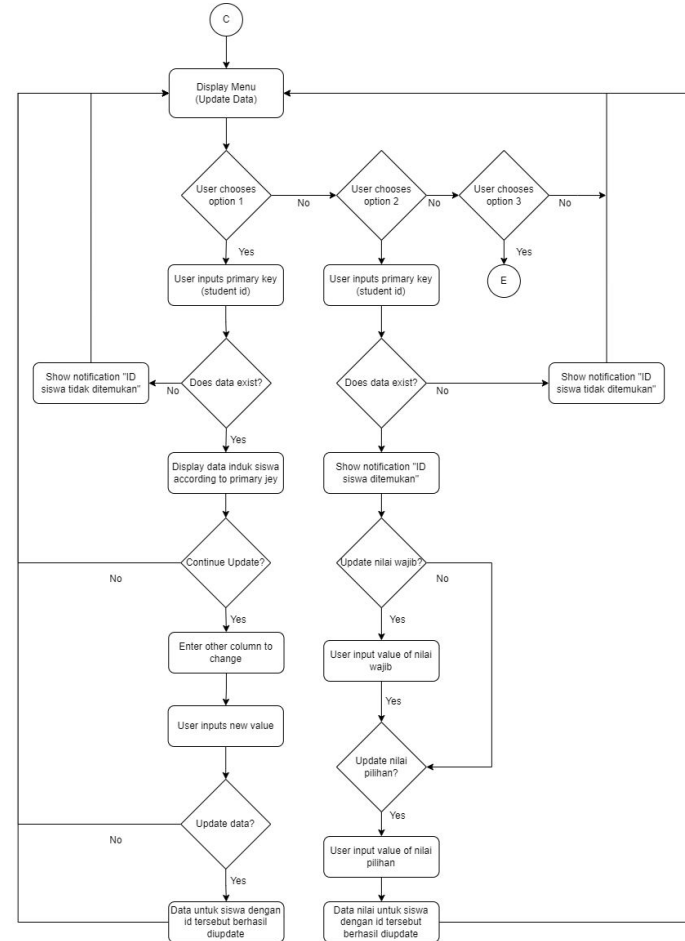 C
Display Menu
(Update Data)
User chooses
option 1
No
User chooses
option 2
No
User chooses
option 3
No
Yes
Yes
Yes
E
User inputs primary key
(student id)
User inputs primary key
(student id)
Show notification "ID
siswa tidak ditemukan"
No
Does data exist?
Does data exist?
No
Show notification "ID
siswa tidak ditemukan"
Yes
Yes
Display data induk siswa
according to primary jey
Show notification "ID
siswa ditemukan"
Continue Update?
No
Update nilai wajib?
No
Yes
Yes
Enter other column to
change
User input value of nilai
wajib
Yes
User inputs new value
Update nilai
pilihan?
Update data?
No
Yes
User input value of nilai
pilihan
Yes
Data untuk siswa dengan
id tersebut berhasil
diupdate
Data nilai untuk siswa
dengan id tersebut
berhasil diupdate